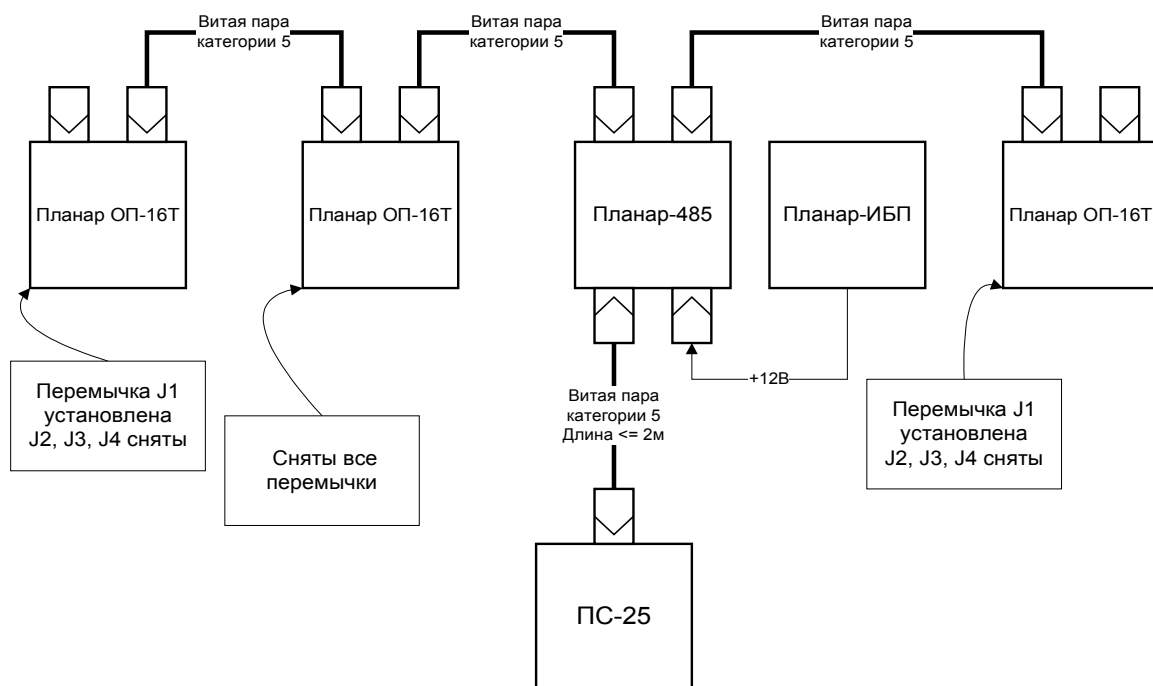 Витая пара
категории 5
Витая пара
категории 5
Витая пара
категории 5
Планар ОП-16Т
Планар ОП-16Т
Планар-485
Планар-ИБП
Планар ОП-16Т
+12В
Перемычка J1
установлена
J2, J3, J4 сняты
Сняты все
перемычки
Витая пара
категории 5
Длина <= 2м
Перемычка J1
установлена
J2, J3, J4 сняты
ПС-25